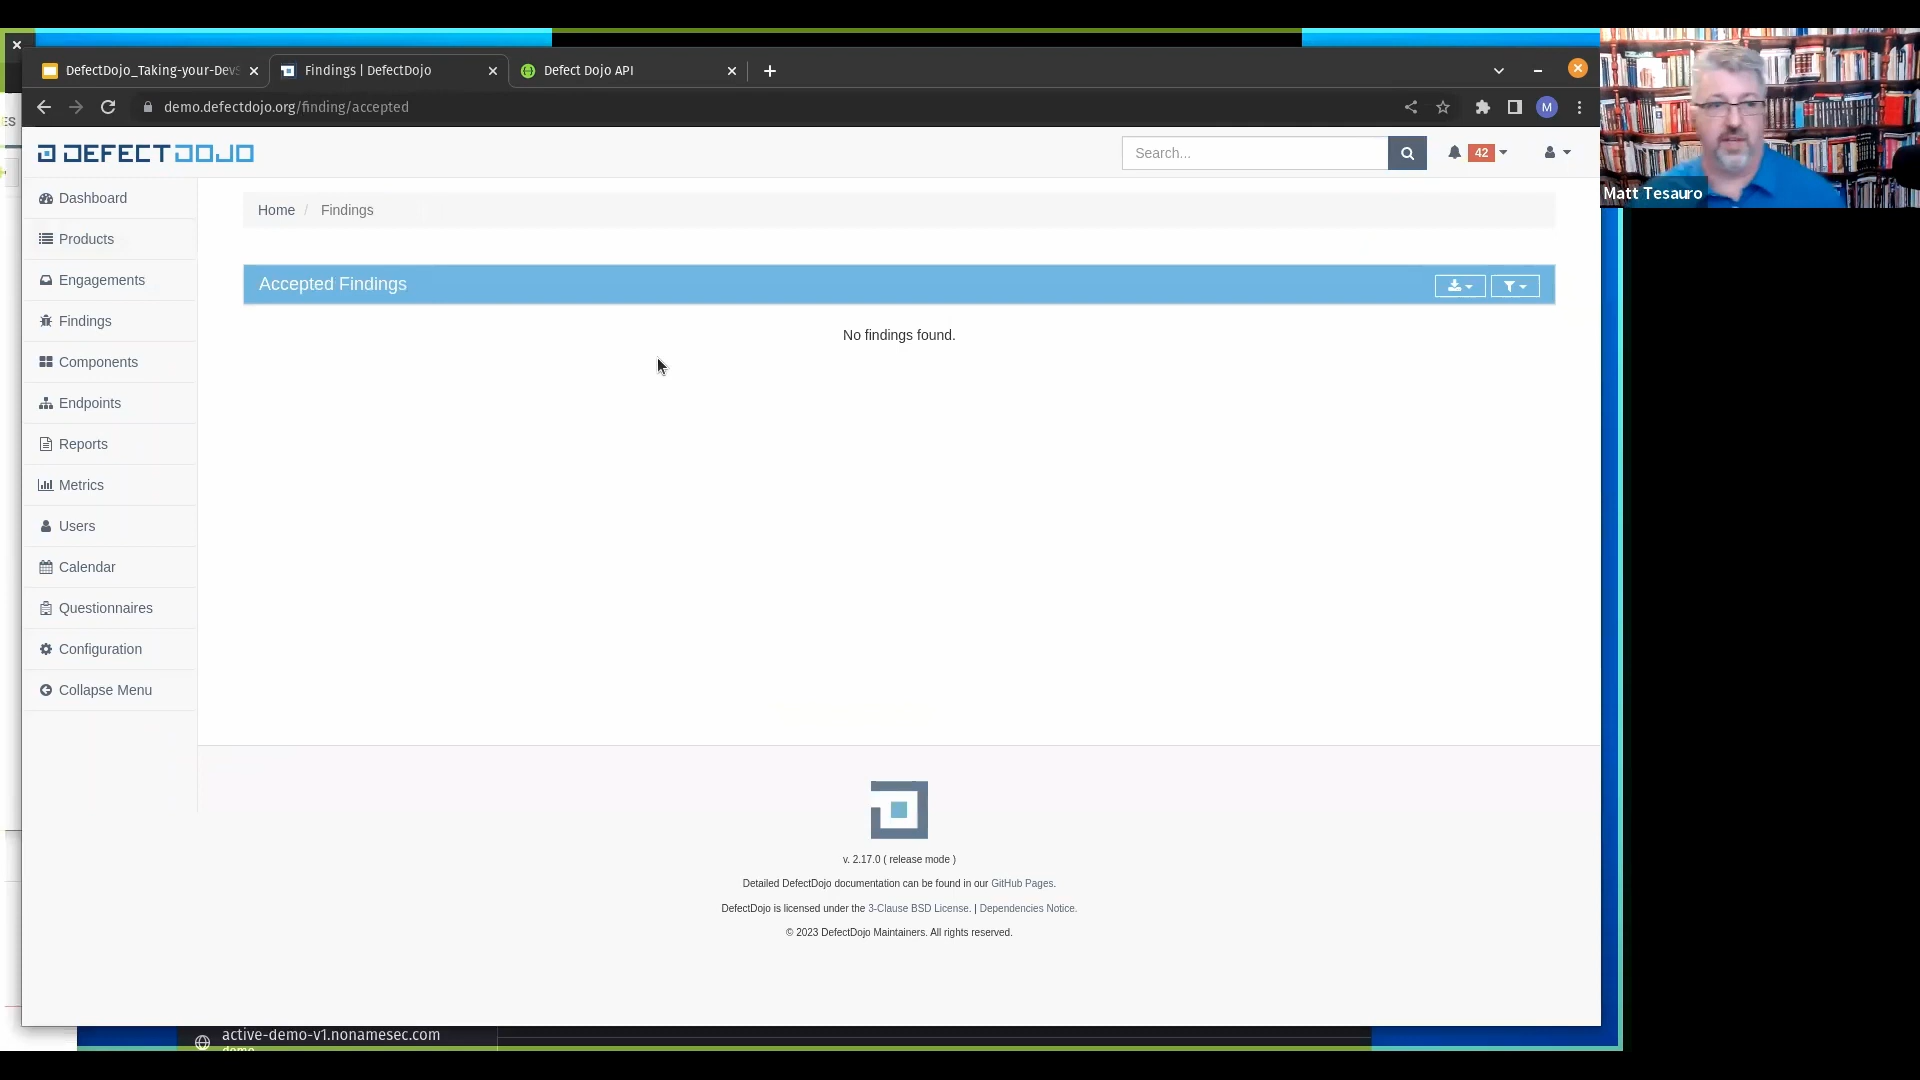 DefectDojo_Taking-your-DevS
Findings | DefectDojo
Defect Dojo API
demo.defectdojo.org/finding/accepted
M
ES
DEFECTDOJO
Search...
42
Matt Tesauro
Dashboard
Products
Engagements
Findings
Components
Endpoints
Reports
Metrics
Users
Calendar
Questionnaires
Configuration
Collapse Menu
Home / Findings
Accepted Findings
No findings found.
v. 2.17.0 ( release mode )
Detailed DefectDojo documentation can be found in our GitHub Pages.
DefectDojo is licensed under the 3-Clause BSD License. | Dependencies Notice.
© 2023 DefectDojo Maintainers. All rights reserved.
active-demo-v1.nonamesec.com
demo